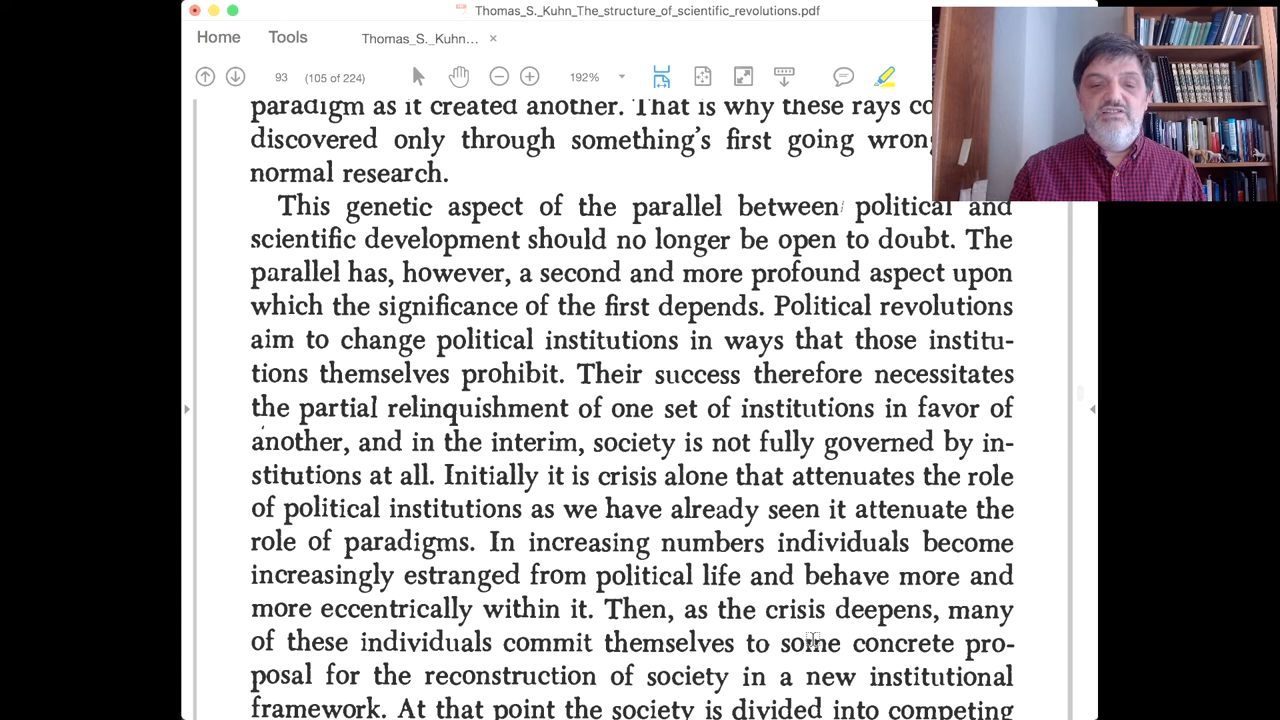 Thomas_S._Kuhn_The_structure_of_scientific_revolutions.pdf
Home Tools Thomas_S._Kuhn... ×
93 (105 of 224) 192%
paradigm as it created another. That is why these rays co
discovered only through something's first going wrong
normal research.
This genetic aspect of the parallel between political and
scientific development should no longer be open to doubt. The
parallel has, however, a second and more profound aspect upon
which the significance of the first depends. Political revolutions
aim to change political institutions in ways that those institu-
tions themselves prohibit. Their success therefore necessitates
the partial relinquishment of one set of institutions in favor of
another, and in the interim, society is not fully governed by in-
stitutions at all. Initially it is crisis alone that attenuates the role
of political institutions as we have already seen it attenuate the
role of paradigms. In increasing numbers individuals become
increasingly estranged from political life and behave more and
more eccentrically within it. Then, as the crisis deepens, many
of these individuals commit themselves to some concrete pro-
posal for the reconstruction of society in a new institutional
framework. At that point the society is divided into competing